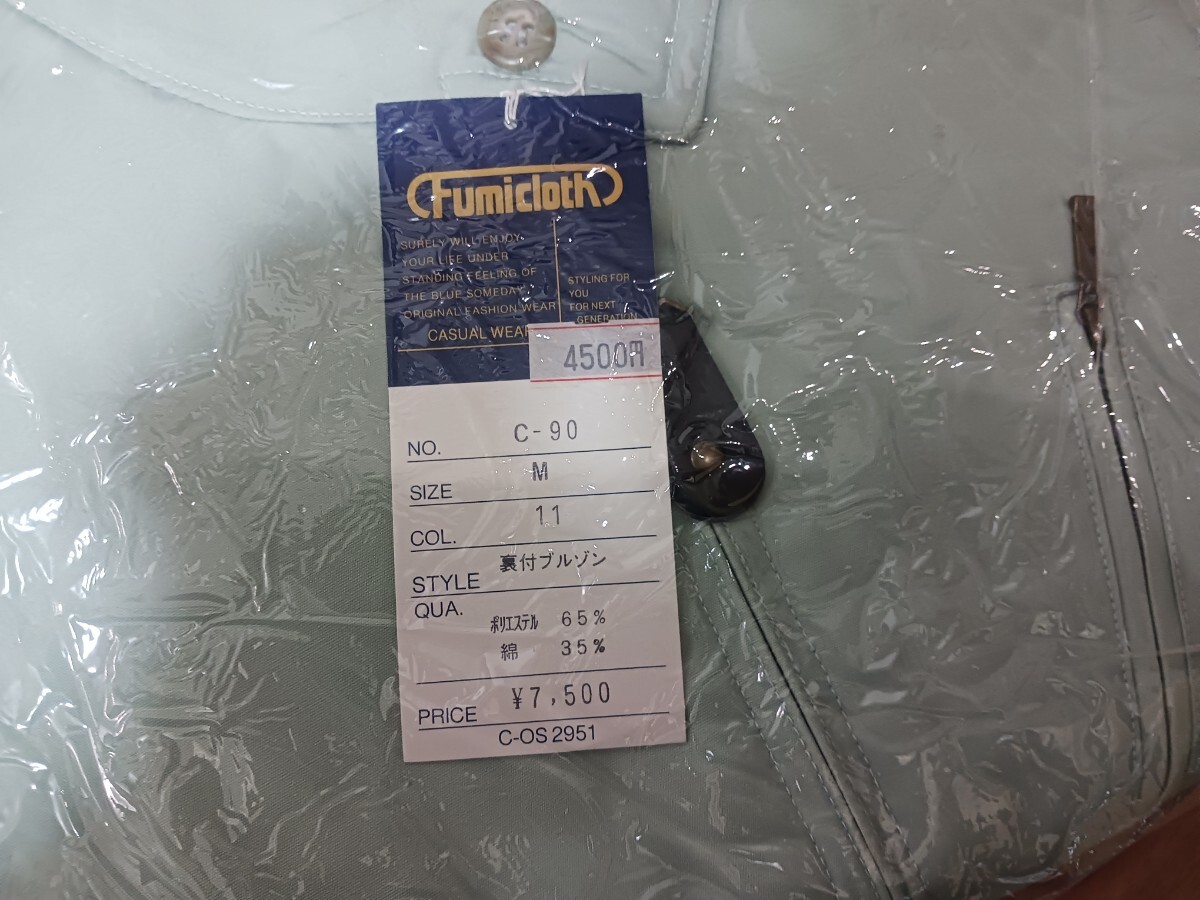 Fumicloth
SURELY WILL ENJOY
YOUR LIFE UNDER
STANDING FEELING OF
THE BLUE SOMEDAY
ORIGINAL FASHION WEAR
CASUAL WEAR
STYLING FOR
YOU
FOR NEXT
GENERATION
4500円
NO. C-90
SIZE M
COL. 11
STYLE 裏付ブルゾン
QUA. ポリエステル 65%
綿 35%
PRICE ¥7,500
C-OS 2951